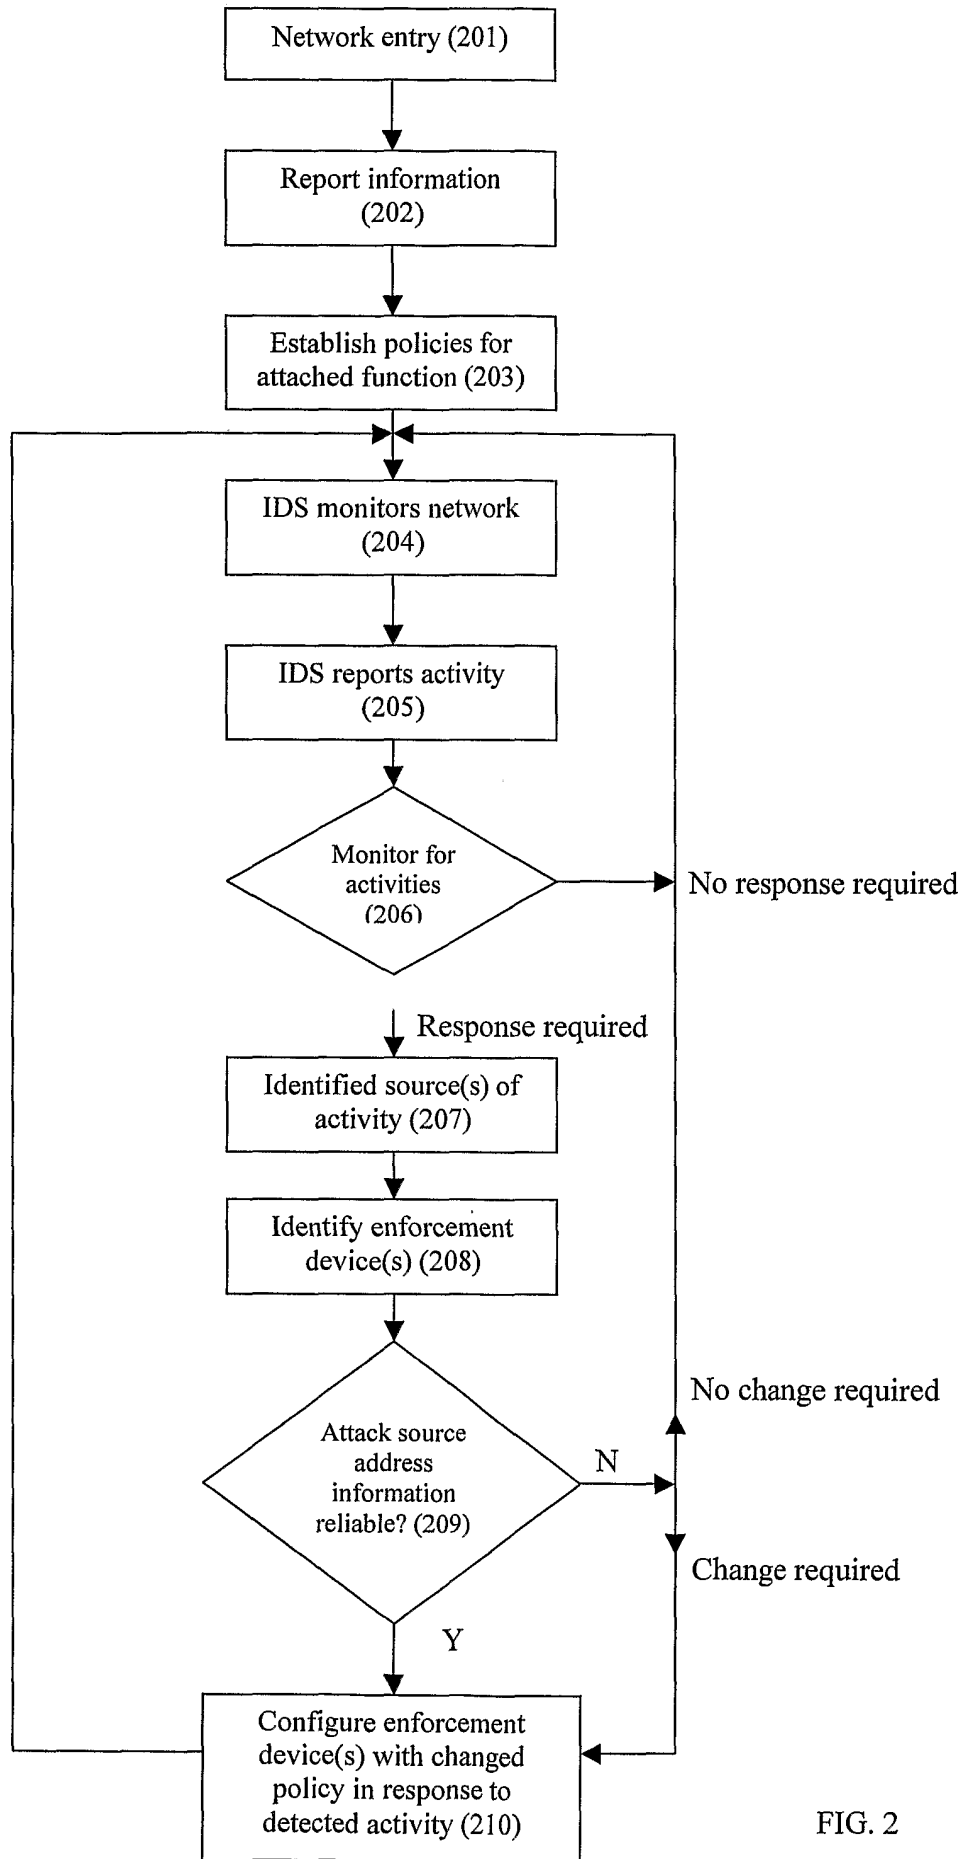 Network entry (201)
Report information
(202)
Establish policies for
attached function (203)
IDS monitors network
(204)
IDS reports activity
(205)
Monitor for
activities
(206)
No response required
Response required
Identified source(s) of
activity (207)
Identify enforcement
device(s) (208)
No change required
Attack source
address
information
reliable? (209)
N
Change required
Y
Configure enforcement
device(s) with changed
policy in response to
detected activity (210)
FIG. 2